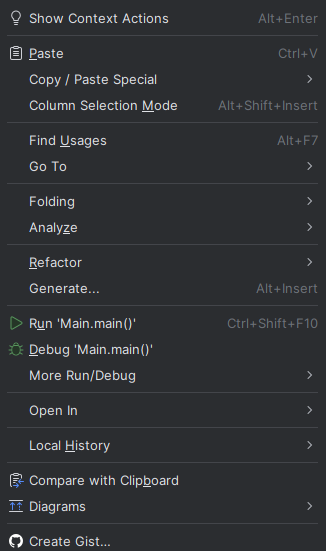 Show Context Actions Alt+Enter
Paste Ctrl+V
Copy / Paste Special
Column Selection Mode Alt+Shift+Insert
Find Usages Alt+F7
Go To
Folding
Analyze
Refactor
Generate... Alt+Insert
Run 'Main.main()' Ctrl+Shift+F10
Debug 'Main.main()'
More Run/Debug
Open In
Local History
Compare with Clipboard
Diagrams
Create Gist...